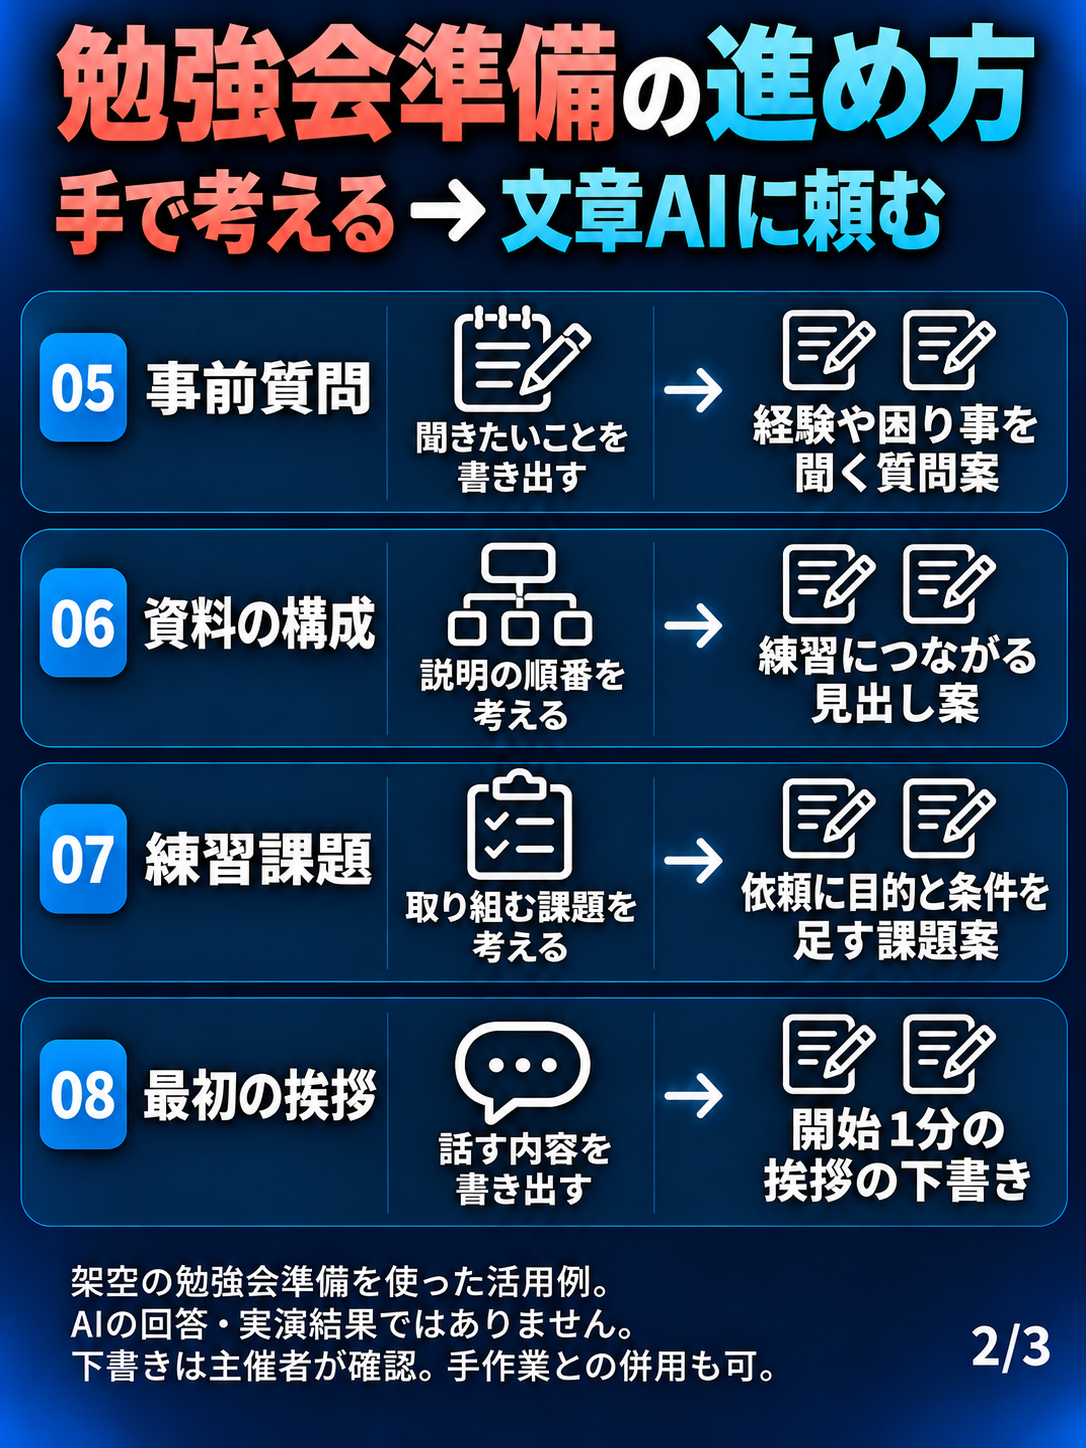 勉強会準備の進め方
手で考える→文章AIに頼む
05 事前質問
聞きたいことを
書き出す
→
経験や困り事を
聞く質問案
06 資料の構成
説明の順番を
考える
→
練習につながる
見出し案
07 練習課題
取り組む課題を
考える
→
依頼に目的と条件を
足す課題案
08 最初の挨拶
話す内容を
書き出す
→
開始1分の
挨拶の下書き
架空の勉強会準備を使った活用例。
AIの回答・実演結果ではありません。
下書きは主催者が確認。手作業との併用も可。
2/3